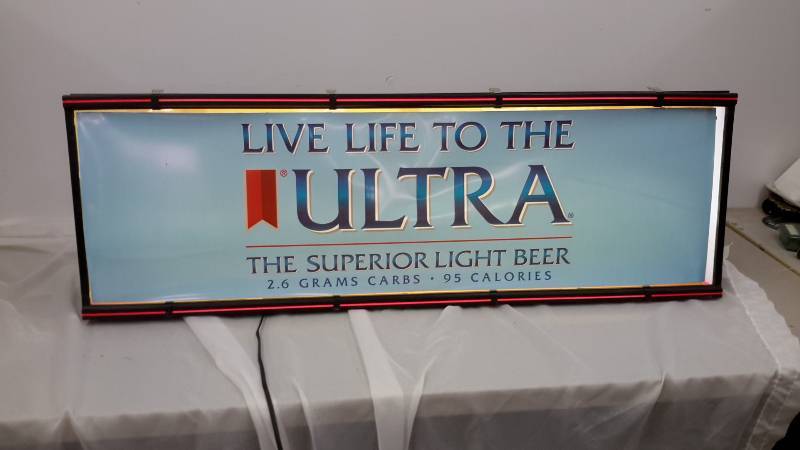 LIVE LIFE TO THE
® ULTRA®
THE SUPERIOR LIGHT BEER
2.6 GRAMS CARBS • 95 CALORIES